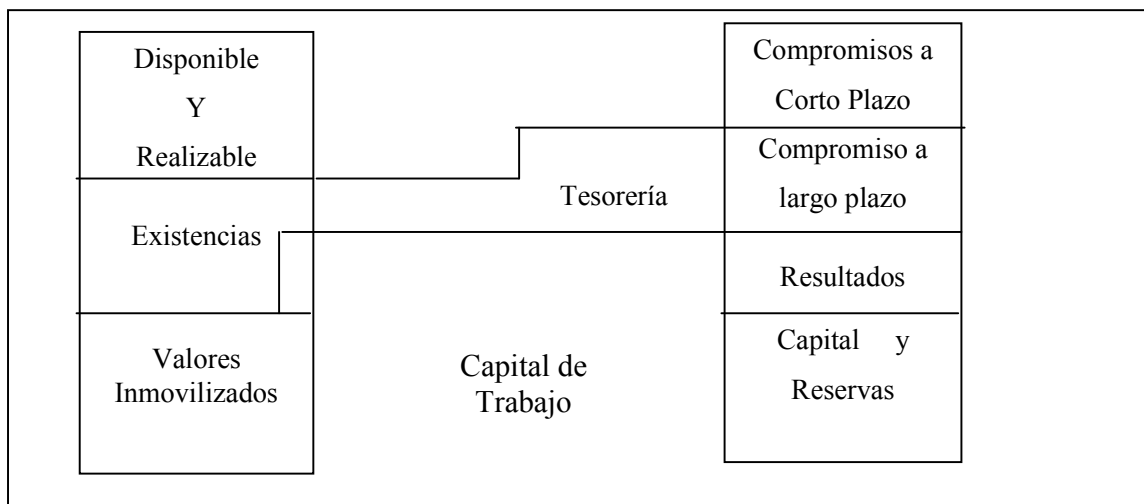 Disponible
Y
Realizable
Existencias
Valores
Inmovilizados
Tesorería
Capital de
Trabajo
Compromisos a
Corto Plazo
Compromiso a
largo plazo
Resultados
Capital y
Reservas